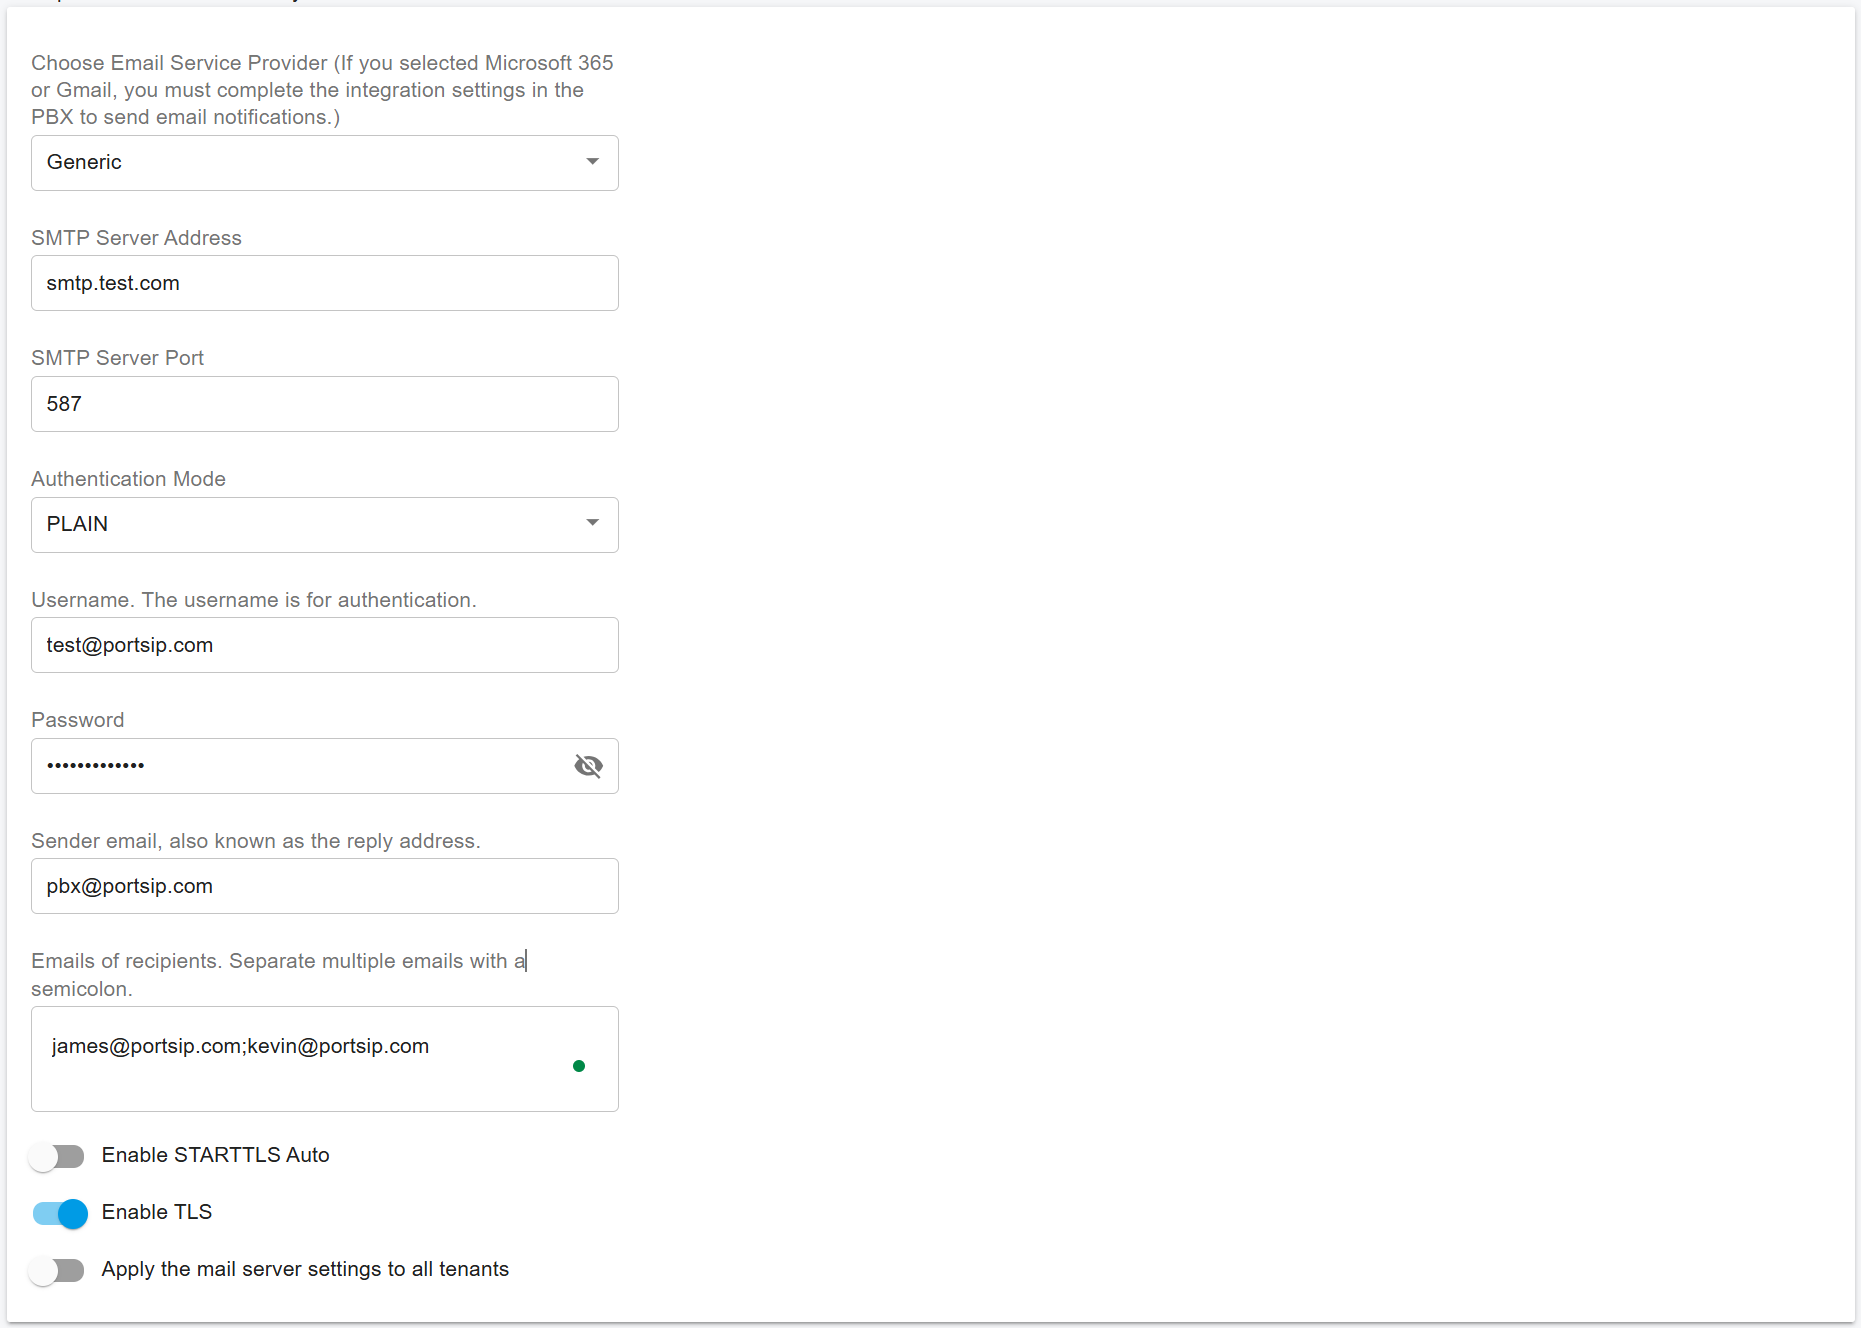 Choose Email Service Provider (If you selected Microsoft 365
or Gmail, you must complete the integration settings in the
PBX to send email notifications.)
Generic
SMTP Server Address
smtp.test.com
SMTP Server Port
587
Authentication Mode
PLAIN
Username. The username is for authentication.
test@portsip.com
Password
•••••••••••••
Sender email, also known as the reply address.
pbx@portsip.com
Emails of recipients. Separate multiple emails with a
semicolon.
james@portsip.com;kevin@portsip.com
Enable STARTTLS Auto
Enable TLS
Apply the mail server settings to all tenants